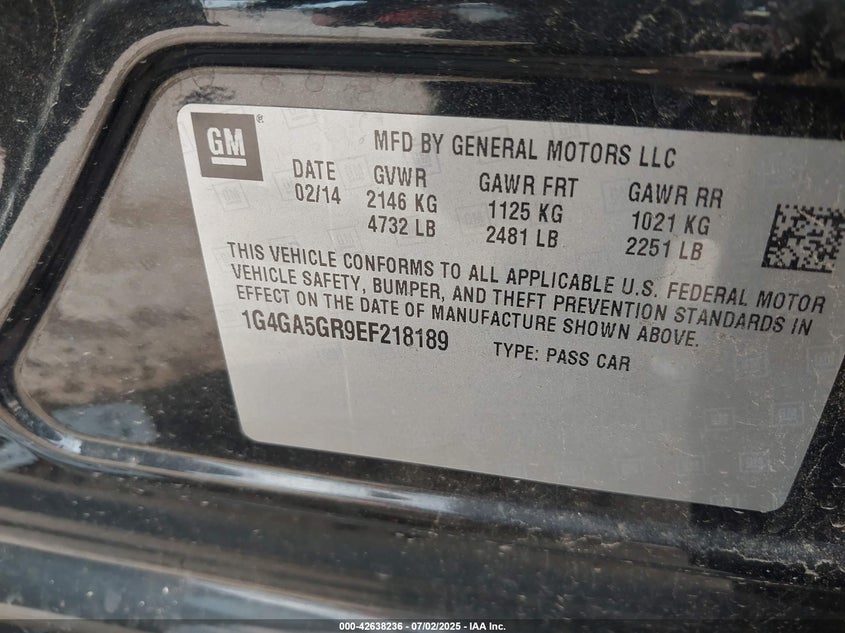 GM ®
MFD BY GENERAL MOTORS LLC
DATE GVWR GAWR FRT GAWR RR
02/14 2146 KG 1125 KG 1021 KG
4732 LB 2481 LB 2251 LB
THIS VEHICLE CONFORMS TO ALL APPLICABLE U.S. FEDERAL MOTOR
VEHICLE SAFETY, BUMPER, AND THEFT PREVENTION STANDARDS IN
EFFECT ON THE DATE OF MANUFACTURE SHOWN ABOVE.
1G4GA5GR9EF218189 TYPE: PASS CAR
000-42638236 - 07/02/2025 - IAA Inc.